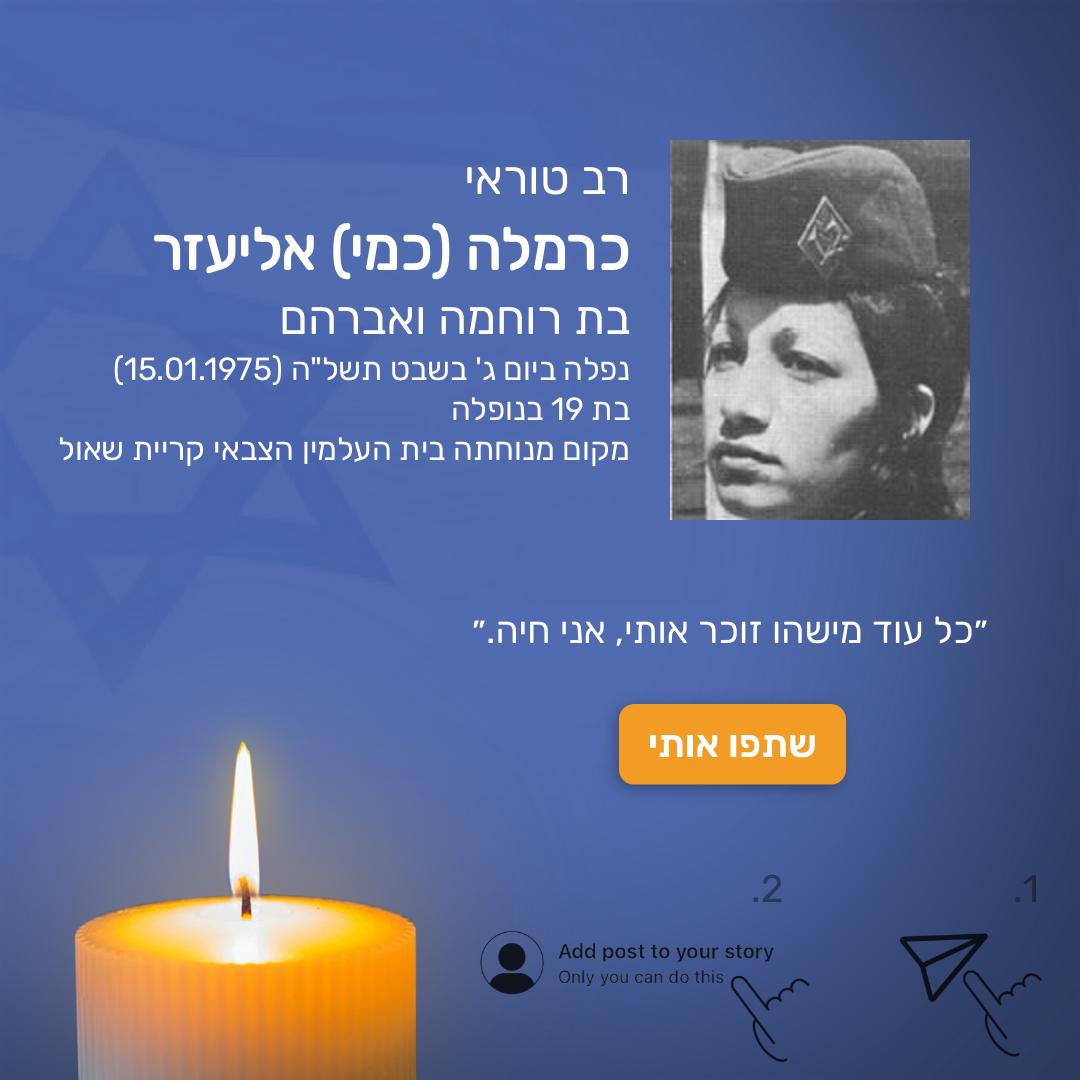 רב טוראי
כרמלה (כמי) אליעזר
בת רוחמה ואברהם
נפלה ביום ג' בשבט תשל"ה (15.01.1975)
בת 19 בנופלה
מקום מנוחתה בית העלמין הצבאי קריית שאול
״כל עוד מישהו זוכר אותי, אני חיה.״
שתפו אותי
1.
2.
Add post to your story
Only you can do this